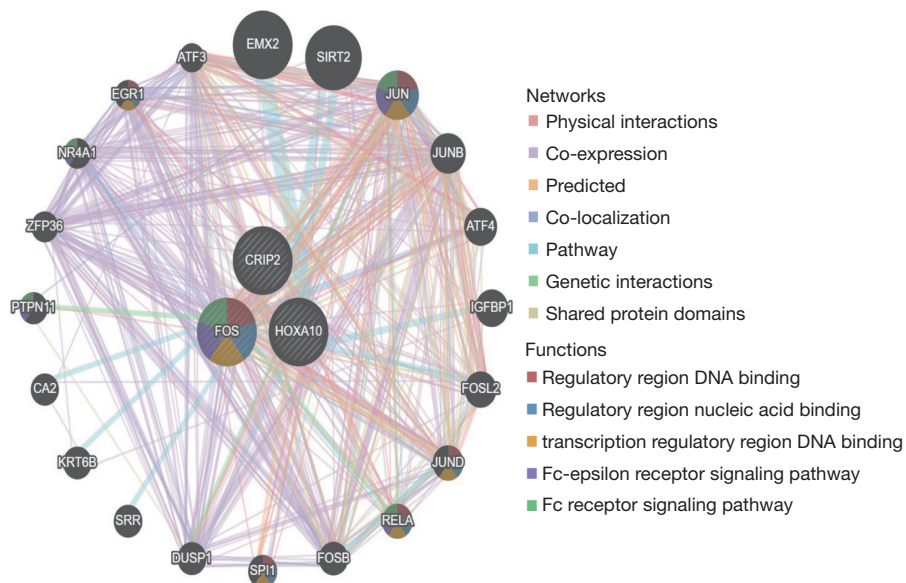 EMX2
SIRT2
ATF3
JUN
EGR1
NR4A1
JUNB
ZFP36
ATF4
CRIP2
PTPN11
IGFBP1
FOS
HOXA10
CA2
FOSL2
KRT6B
JUND
SRR
RELA
DUSP1
SPI1
FOSB
Networks
Physical interactions
Co-expression
Predicted
Co-localization
Pathway
Genetic interactions
Shared protein domains
Functions
Regulatory region DNA binding
Regulatory region nucleic acid binding
transcription regulatory region DNA binding
Fc-epsilon receptor signaling pathway
Fc receptor signaling pathway